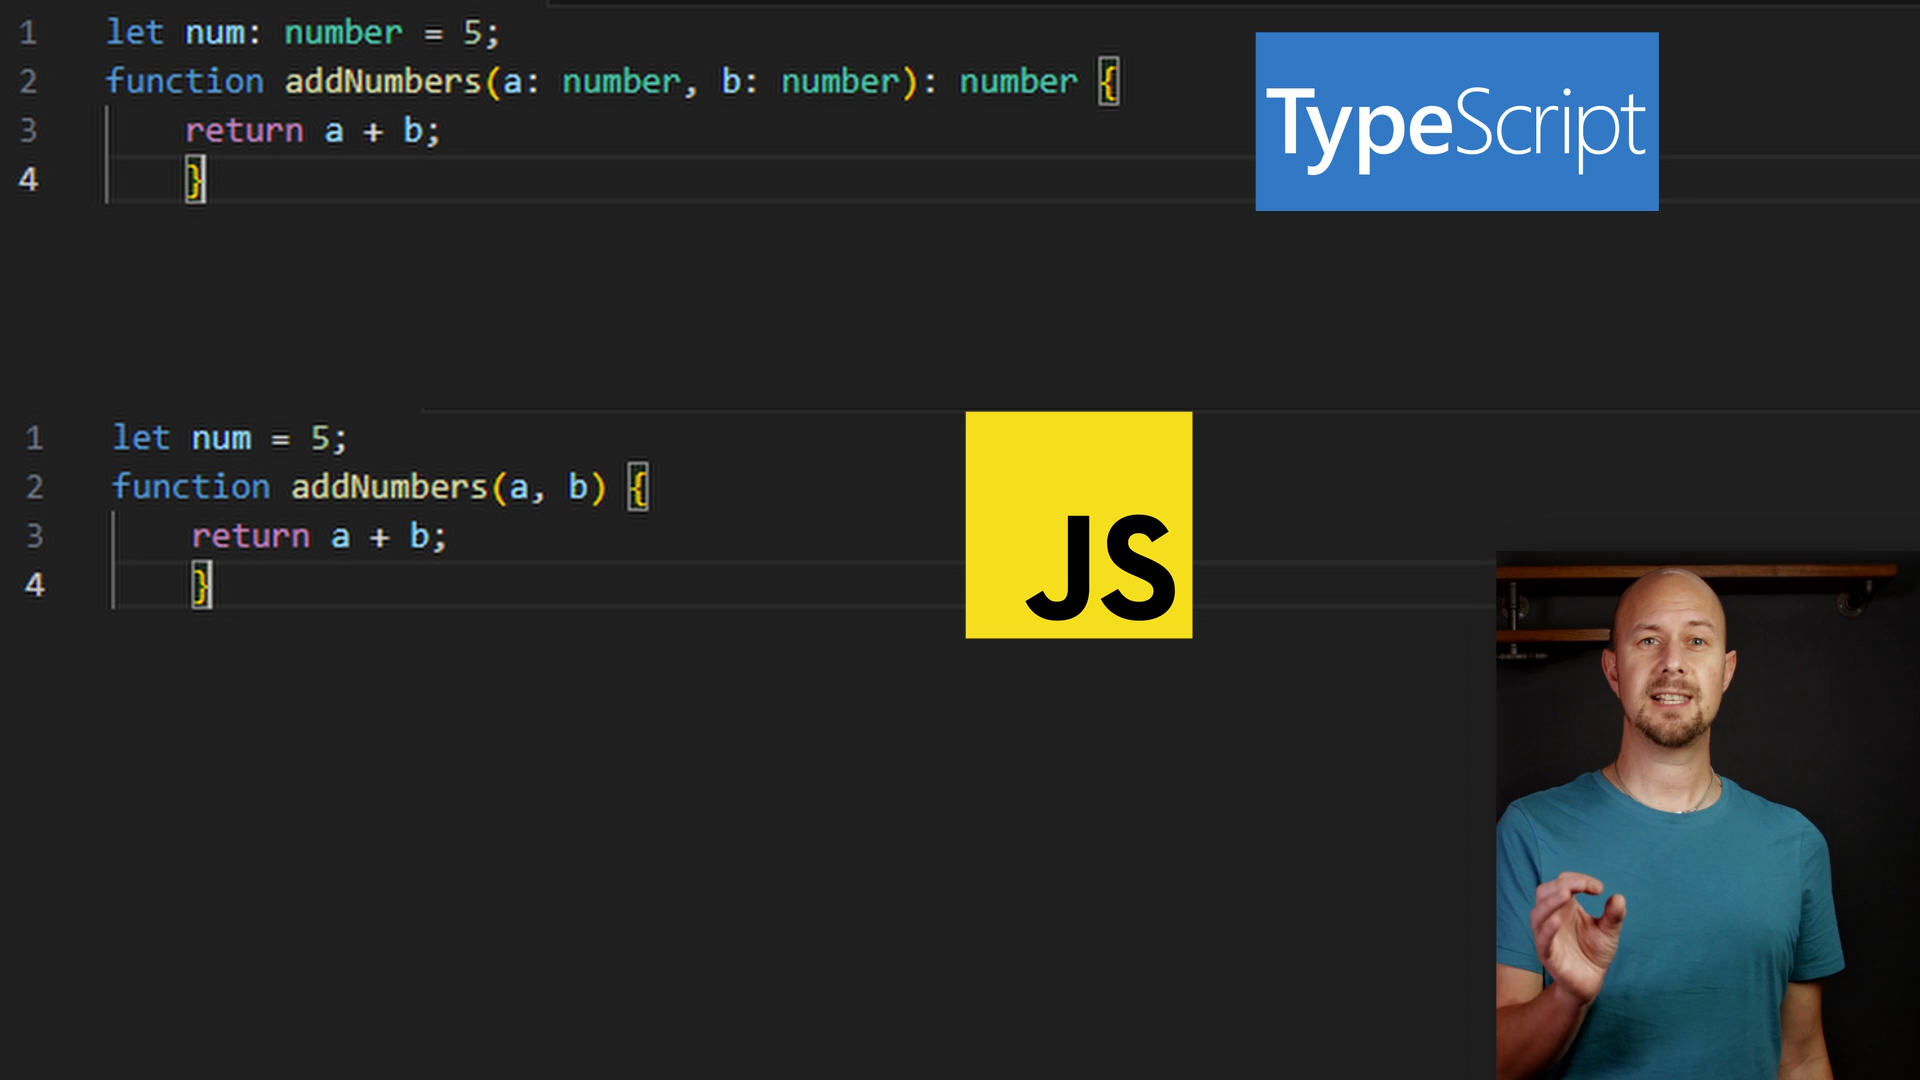 1 let num: number = 5;
2 function addNumbers(a: number, b: number): number {
3 return a + b;
4 }
TypeScript
1 let num = 5;
2 function addNumbers(a, b) {
3 return a + b;
4 }
JS